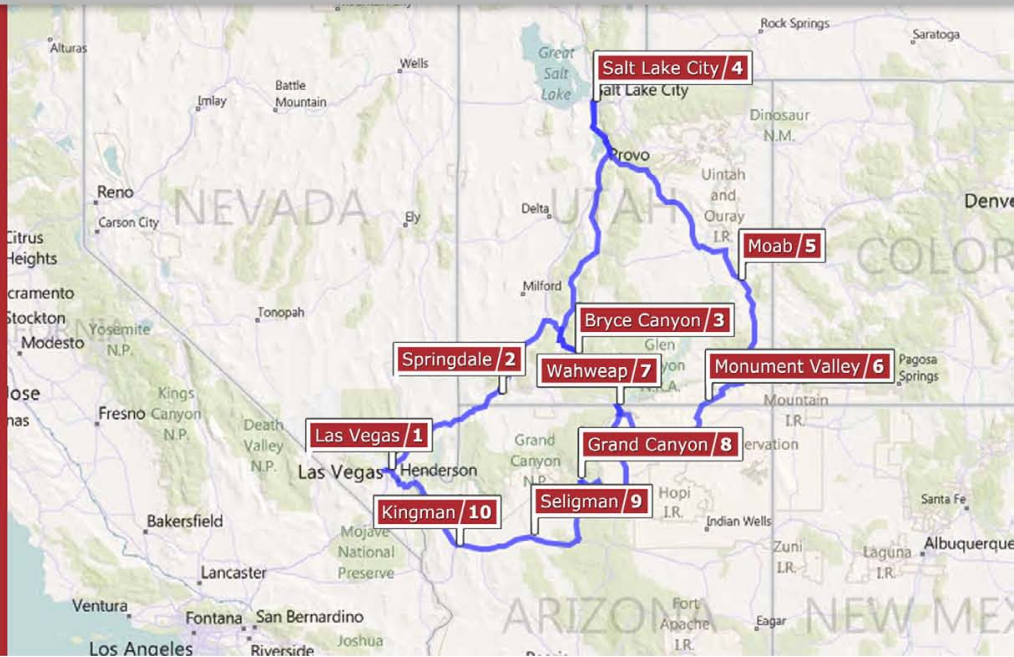 Rock Springs
Alturas
Saratoga
Great
Salt
Lake
Wells
Salt Lake City/4
Salt Lake City
Battle
Mountain
Imlay
Dinosaur
N.M.
Provo
Uintah
and
Ouray
I.R.
Reno
NEVADA
UTAH
Denve
Carson City
Ely
Delta
Citrus
Heights
Moab/5
COLOR
cramento
Milford
Stockton
Tonopah
Bryce Canyon/3
Yosemite
N.P.
Modesto
Glen
yon
N.R.A.
Springdale/2
Wahweap/7
Monument Valley/6
Pagosa
Springs
Jose
nas
Kings
Canyon
N.P.
Fresno
Mountain
I.R.
Death
Valley
N.P.
Las Vegas/1
Grand
Canyon
N.P.
Grand Canyon/8
ervation
Las Vegas
Henderson
Kingman/10
Seligman/9
Hopi
I.R.
Santa Fe
Bakersfield
Indian Wells
Mojave
National
Preserve
Zuni
I.R.
Laguna
I.R.
Albuquerque
Lancaster
Ventura
Fontana
San Bernardino
ARIZONA
Fort
Apache
I.R.
Eagar
NEW MEX
Los Angeles
Riverside
Joshua